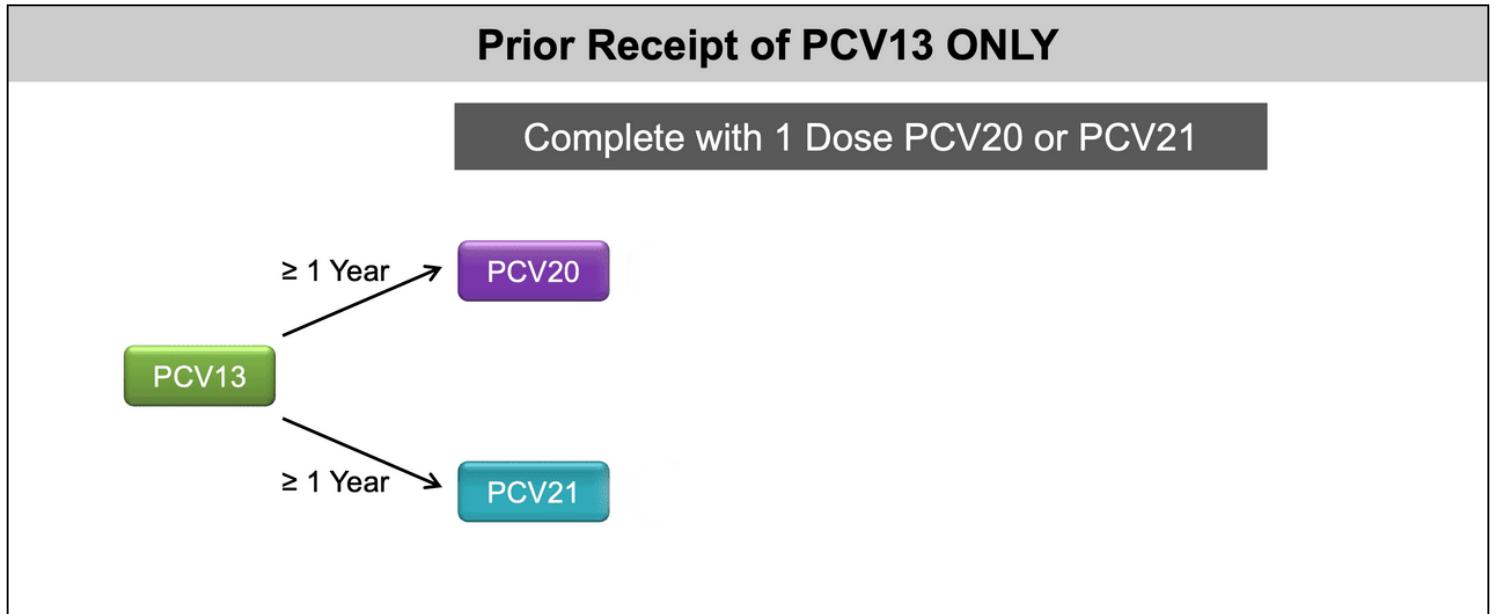 Prior Receipt of PCV13 ONLY
Complete with 1 Dose PCV20 or PCV21
≥ 1 Year
PCV20
PCV13
≥ 1 Year
PCV21